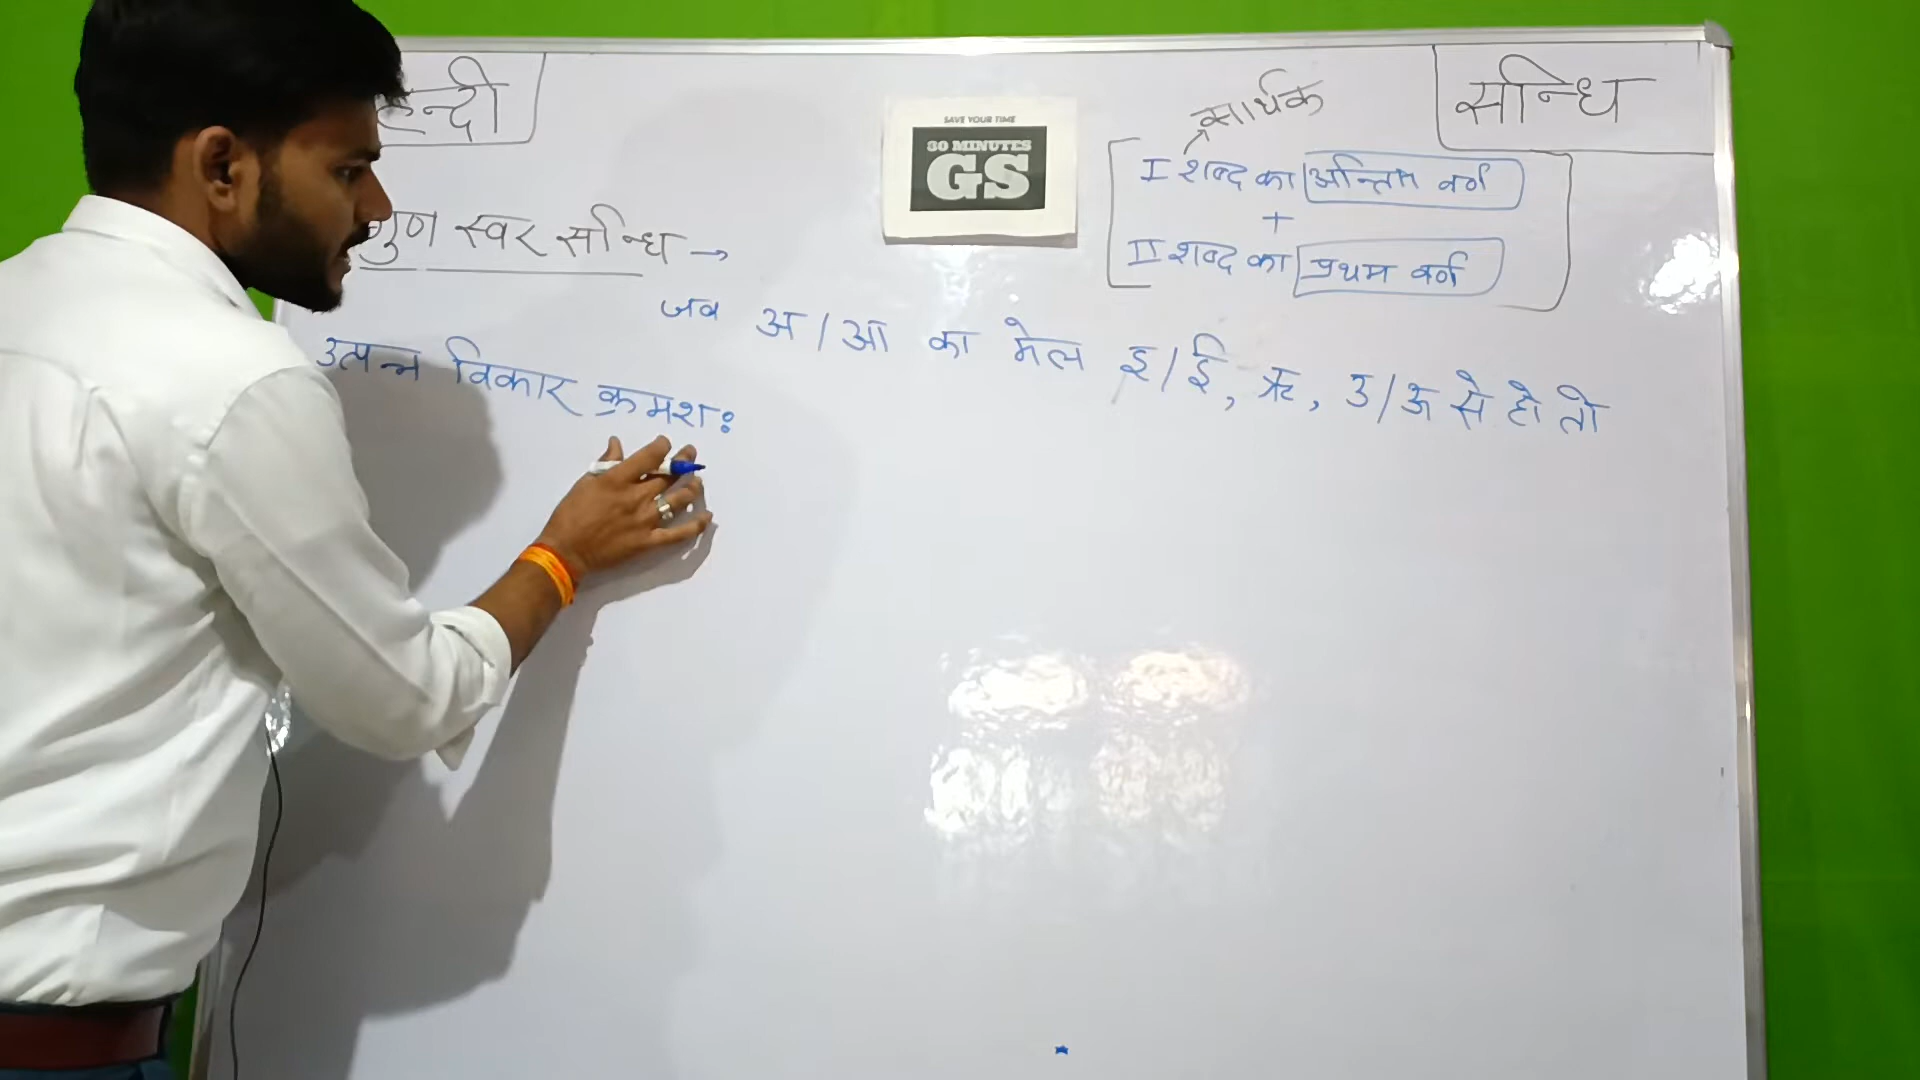 हिन्दी
सन्धि
SAVE YOUR TIME
30 MINUTES
GS
सार्थक
I शब्द का अन्तिम वर्ण
+
II शब्द का प्रथम वर्ण
गुण स्वर सन्धि →
जब अ/आ का मेल इ/ई, ऋ, उ/ऊ से हो तो
उत्पन्न विकार क्रमशः